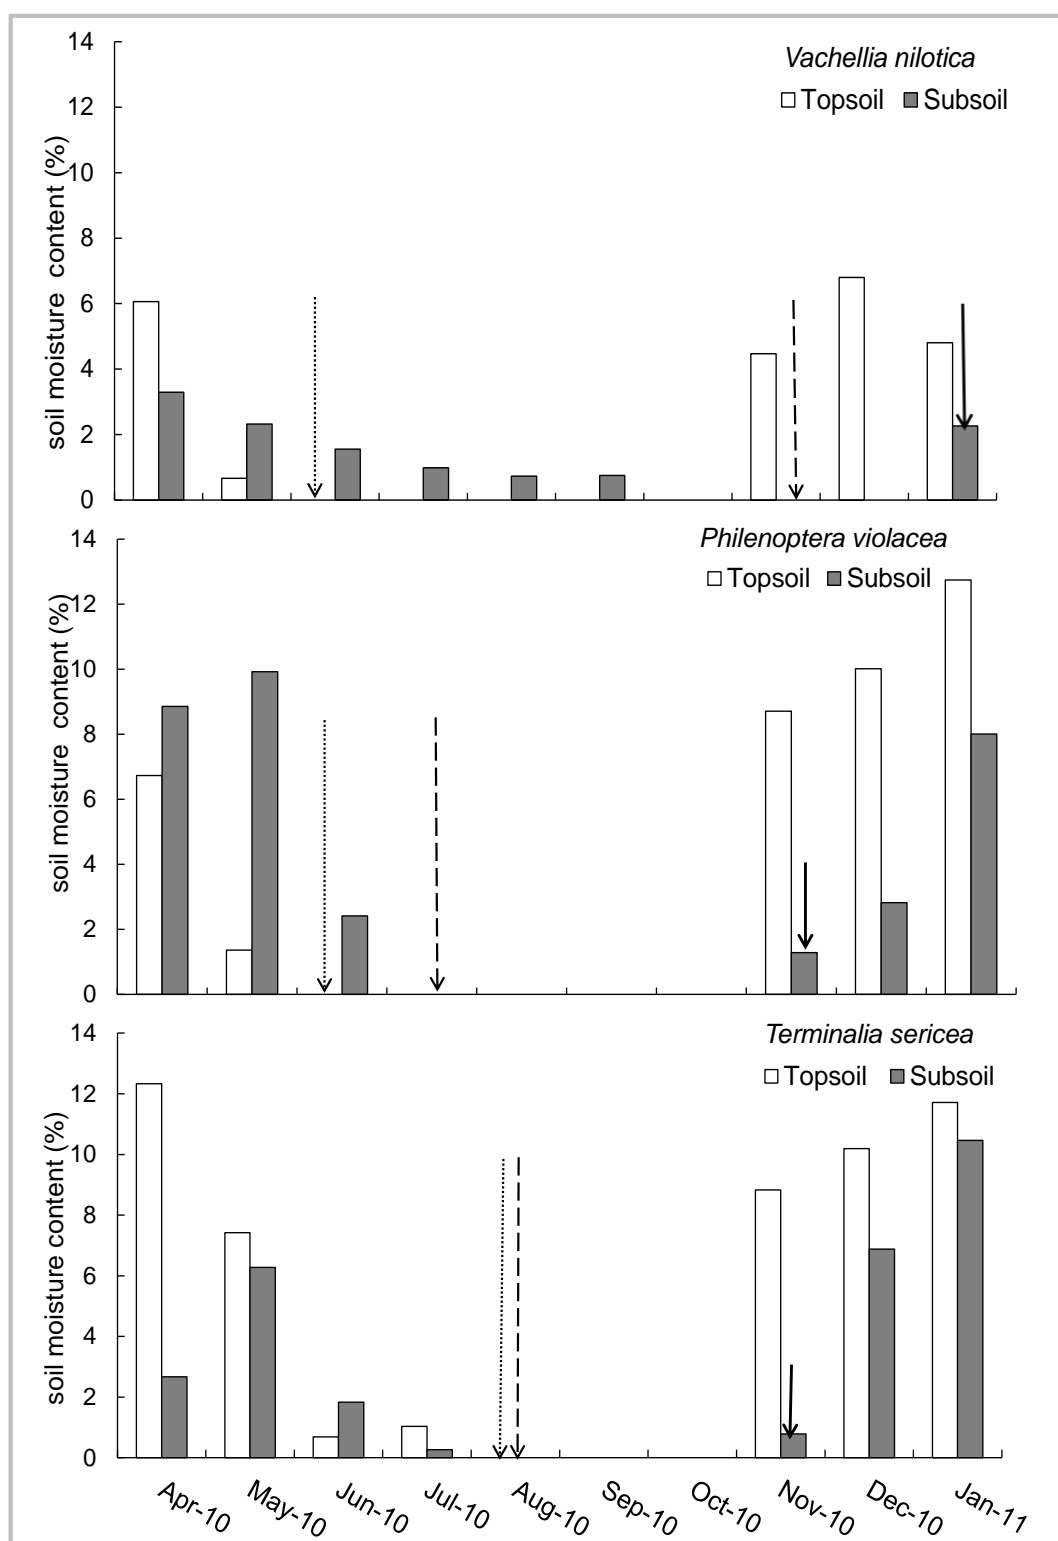 Vachellia nilotica
Topsoil Subsoil
soil moisture content (%)
14
12
10
8
6
4
2
0
Philenoptera violacea
Topsoil Subsoil
soil moisture content (%)
14
12
10
8
6
4
2
0
Terminalia sericea
Topsoil Subsoil
soil moisture content (%)
14
12
10
8
6
4
2
0
Apr-10 May-10 Jun-10 Jul-10 Aug-10 Sep-10 Oct-10 Nov-10 Dec-10 Jan-11